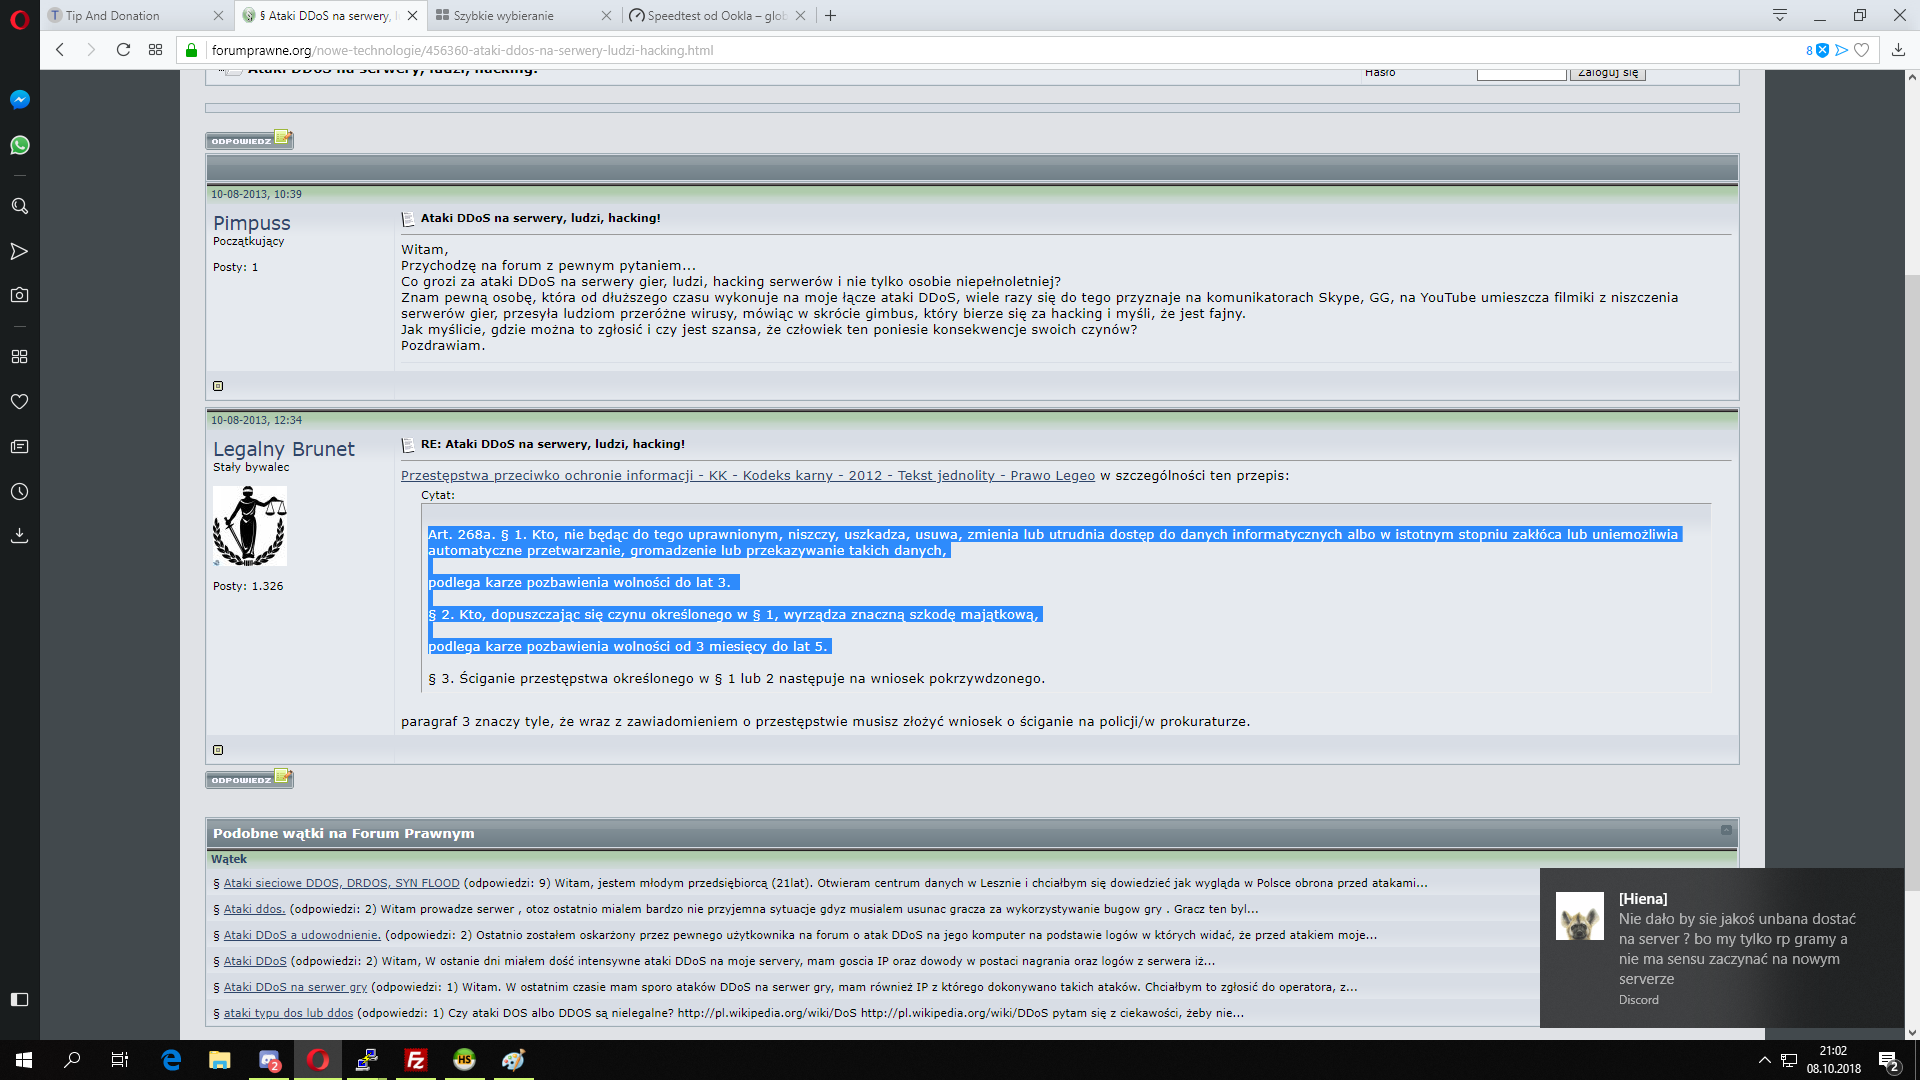 Tip And Donation
§ Ataki DDoS na serwery, l
Szybkie wybieranie
Speedtest od Ookla – glob
forumprawne.org/nowe-technologie/456360-ataki-ddos-na-serwery-ludzi-hacking.html
8
Ataki DDoS na serwery, ludzi, hacking!
Hasło
Zaloguj się
ODPOWIEDZ
10-08-2013, 10:39
Pimpuss
Początkujący
Posty: 1
Ataki DDoS na serwery, ludzi, hacking!
Witam,
Przychodzę na forum z pewnym pytaniem...
Co grozi za ataki DDoS na serwery gier, ludzi, hacking serwerów i nie tylko osobie niepełnoletniej?
Znam pewną osobę, która od dłuższego czasu wykonuje na moje łącze ataki DDoS, wiele razy się do tego przyznaje na komunikatorach Skype, GG, na YouTube umieszcza filmiki z niszczenia
serwerów gier, przesyła ludziom przeróżne wirusy, mówiąc w skrócie gimbus, który bierze się za hacking i myśli, że jest fajny.
Jak myślicie, gdzie można to zgłosić i czy jest szansa, że człowiek ten poniesie konsekwencje swoich czynów?
Pozdrawiam.
10-08-2013, 12:34
Legalny Brunet
Stały bywalec
Posty: 1.326
RE: Ataki DDoS na serwery, ludzi, hacking!
Przestępstwa przeciwko ochronie informacji - KK - Kodeks karny - 2012 - Tekst jednolity - Prawo Legeo w szczególności ten przepis:
Cytat:
Art. 268a. § 1. Kto, nie będąc do tego uprawnionym, niszczy, uszkadza, usuwa, zmienia lub utrudnia dostęp do danych informatycznych albo w istotnym stopniu zakłóca lub uniemożliwia
automatyczne przetwarzanie, gromadzenie lub przekazywanie takich danych,
podlega karze pozbawienia wolności do lat 3.
§ 2. Kto, dopuszczając się czynu określonego w § 1, wyrządza znaczną szkodę majątkową,
podlega karze pozbawienia wolności od 3 miesięcy do lat 5.
§ 3. Ściganie przestępstwa określonego w § 1 lub 2 następuje na wniosek pokrzywdzonego.
paragraf 3 znaczy tyle, że wraz z zawiadomieniem o przestępstwie musisz złożyć wniosek o ściganie na policji/w prokuraturze.
ODPOWIEDZ
Podobne wątki na Forum Prawnym
Wątek
§ Ataki sieciowe DDOS, DRDOS, SYN FLOOD (odpowiedzi: 9) Witam, jestem młodym przedsiębiorcą (21lat). Otwieram centrum danych w Lesznie i chciałbym się dowiedzieć jak wygląda w Polsce obrona przed atakami...
§ Ataki ddos. (odpowiedzi: 2) Witam prowadze serwer , otoz ostatnio mialem bardzo nie przyjemna sytuacje gdyz musialem usunac gracza za wykorzystywanie bugow gry . Gracz ten byl...
§ Ataki DDoS a udowodnienie. (odpowiedzi: 2) Ostatnio zostałem oskarżony przez pewnego użytkownika na forum o atak DDoS na jego komputer na podstawie logów w których widać, że przed atakiem moje...
§ Ataki DDoS (odpowiedzi: 2) Witam, W ostanie dni miałem dość intensywne ataki DDoS na moje servery, mam goscia IP oraz dowody w postaci nagrania oraz logów z serwera iż...
§ Ataki DDoS na serwer gry (odpowiedzi: 1) Witam. W ostatnim czasie mam sporo ataków DDoS na serwer gry, mam również IP z którego dokonywano takich ataków. Chciałbym to zgłosić do operatora, z...
§ ataki typu dos lub ddos (odpowiedzi: 1) Czy ataki DOS albo DDOS są nielegalne? http://pl.wikipedia.org/wiki/DoS http://pl.wikipedia.org/wiki/DDoS pytam się z ciekawości, żeby nie...
[Hiena]
Nie dało by sie jakoś unbana dostać
na server ? bo my tylko rp gramy a
nie ma sensu zaczynać na nowym
serverze
Discord
2
HS
21:02
08.10.2018
2